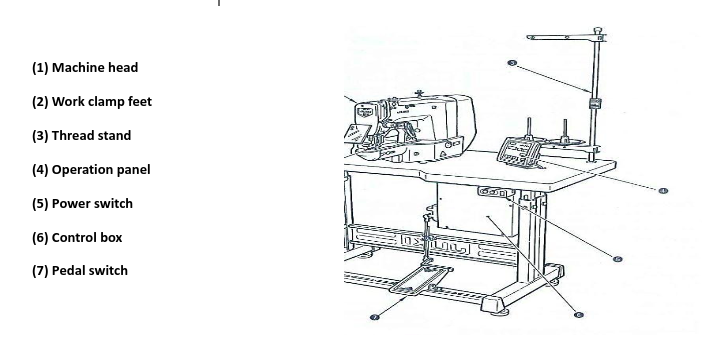 (1) Machine head
(2) Work clamp feet
(3) Thread stand
(4) Operation panel
(5) Power switch
(6) Control box
(7) Pedal switch